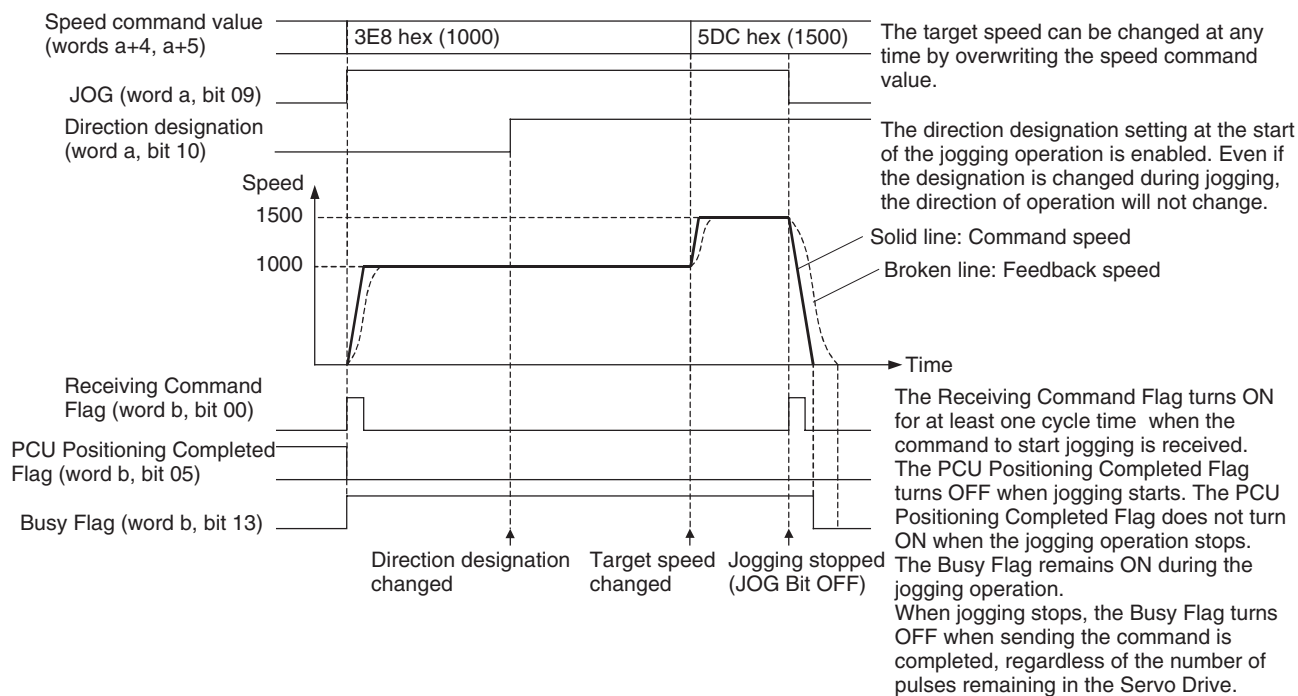 Speed command value
(words a+4, a+5)
3E8 hex (1000)
5DC hex (1500)
The target speed can be changed at any
time by overwriting the speed command
value.
JOG (word a, bit 09)
Direction designation
(word a, bit 10)
The direction designation setting at the start
of the jogging operation is enabled. Even if
the designation is changed during jogging,
the direction of operation will not change.
Speed
1500
1000
Solid line: Command speed
Broken line: Feedback speed
Time
Receiving Command
Flag (word b, bit 00)
PCU Positioning Completed
Flag (word b, bit 05)
Busy Flag (word b, bit 13)
Direction designation
changed
Target speed
changed
Jogging stopped
(JOG Bit OFF)
The Receiving Command Flag turns ON
for at least one cycle time when the
command to start jogging is received.
The PCU Positioning Completed Flag
turns OFF when jogging starts. The PCU
Positioning Completed Flag does not turn
ON when the jogging operation stops.
The Busy Flag remains ON during the
jogging operation.
When jogging stops, the Busy Flag turns
OFF when sending the command is
completed, regardless of the number of
pulses remaining in the Servo Drive.